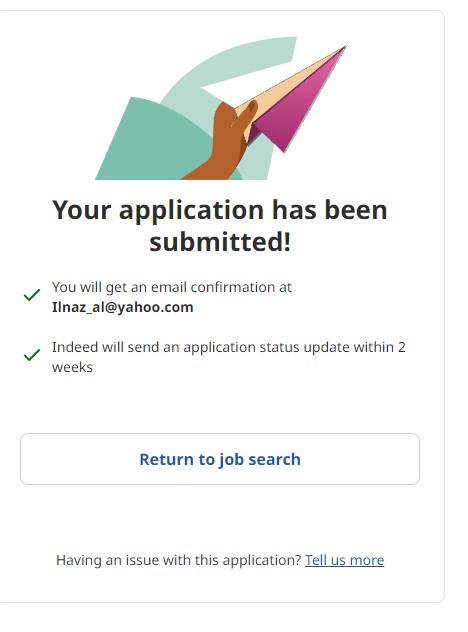 Your application has been
submitted!
You will get an email confirmation at
Ilnaz_al@yahoo.com
Indeed will send an application status update within 2
weeks
Return to job search
Having an issue with this application? Tell us more